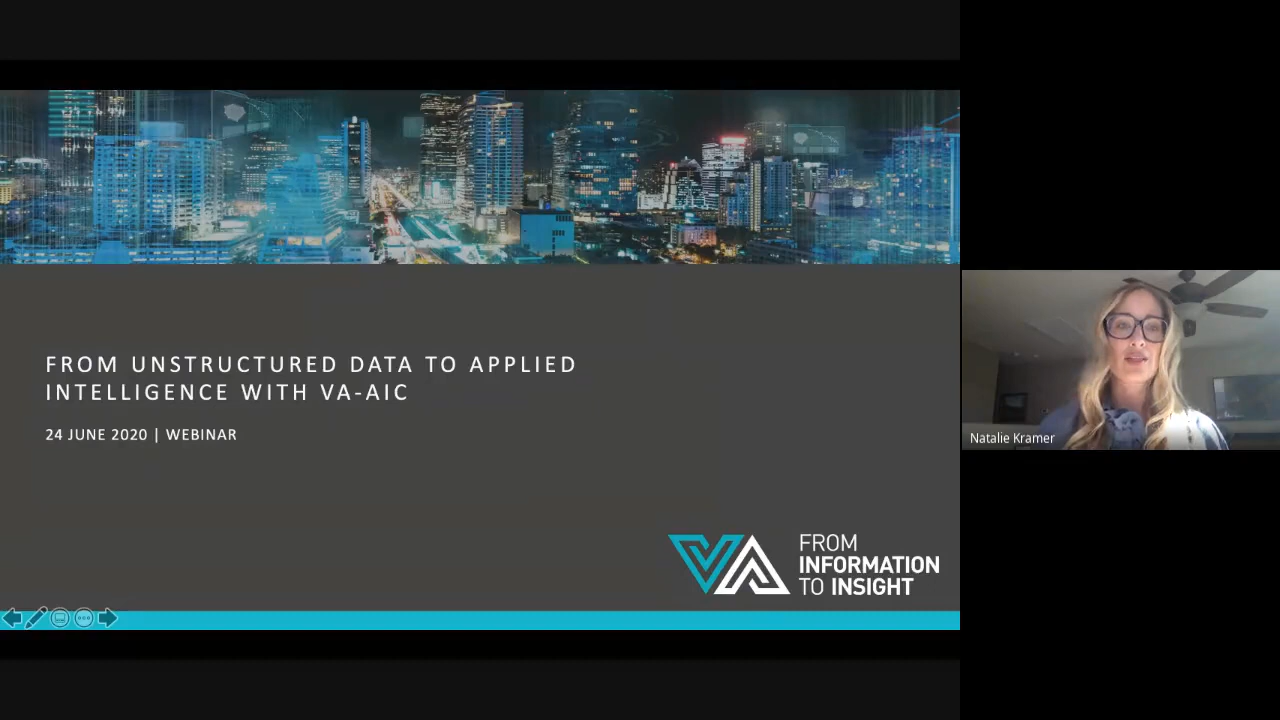 FROM UNSTRUCTURED DATA TO APPLIED
INTELLIGENCE WITH VA-AIC
24 JUNE 2020 | WEBINAR
VA
FROM
INFORMATION
TO INSIGHT
Natalie Kramer